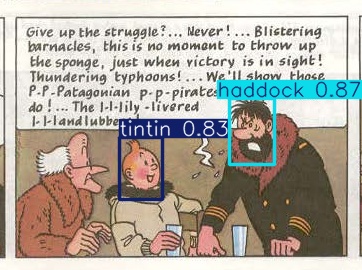 Give up the struggle?... Never!... Blistering
barnacles, this is no moment to throw up
the sponge, just when victory is in sight!
Thundering typhoons!... We'll show those
P-P-Patagonian p-p-pirates
haddock 0.87
do!... The l-l-lily-livered
l-l-landlubbers
tintin 0.83